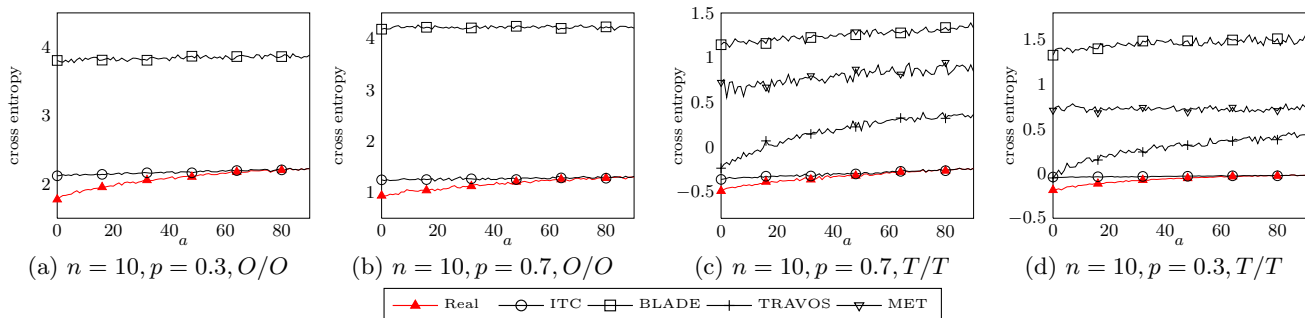 cross entropy
4
3
2
0 20 40 60 80
a
(a) n = 10, p = 0.3, O/O
cross entropy
4
3
2
1
0 20 40 60 80
a
(b) n = 10, p = 0.7, O/O
cross entropy
1.5
1
0.5
0
−0.5
0 20 40 60 80
a
(c) n = 10, p = 0.7, T/T
cross entropy
1.5
1
0.5
0
−0.5
0 20 40 60 80
a
(d) n = 10, p = 0.3, T/T
Real ITC BLADE TRAVOS MET